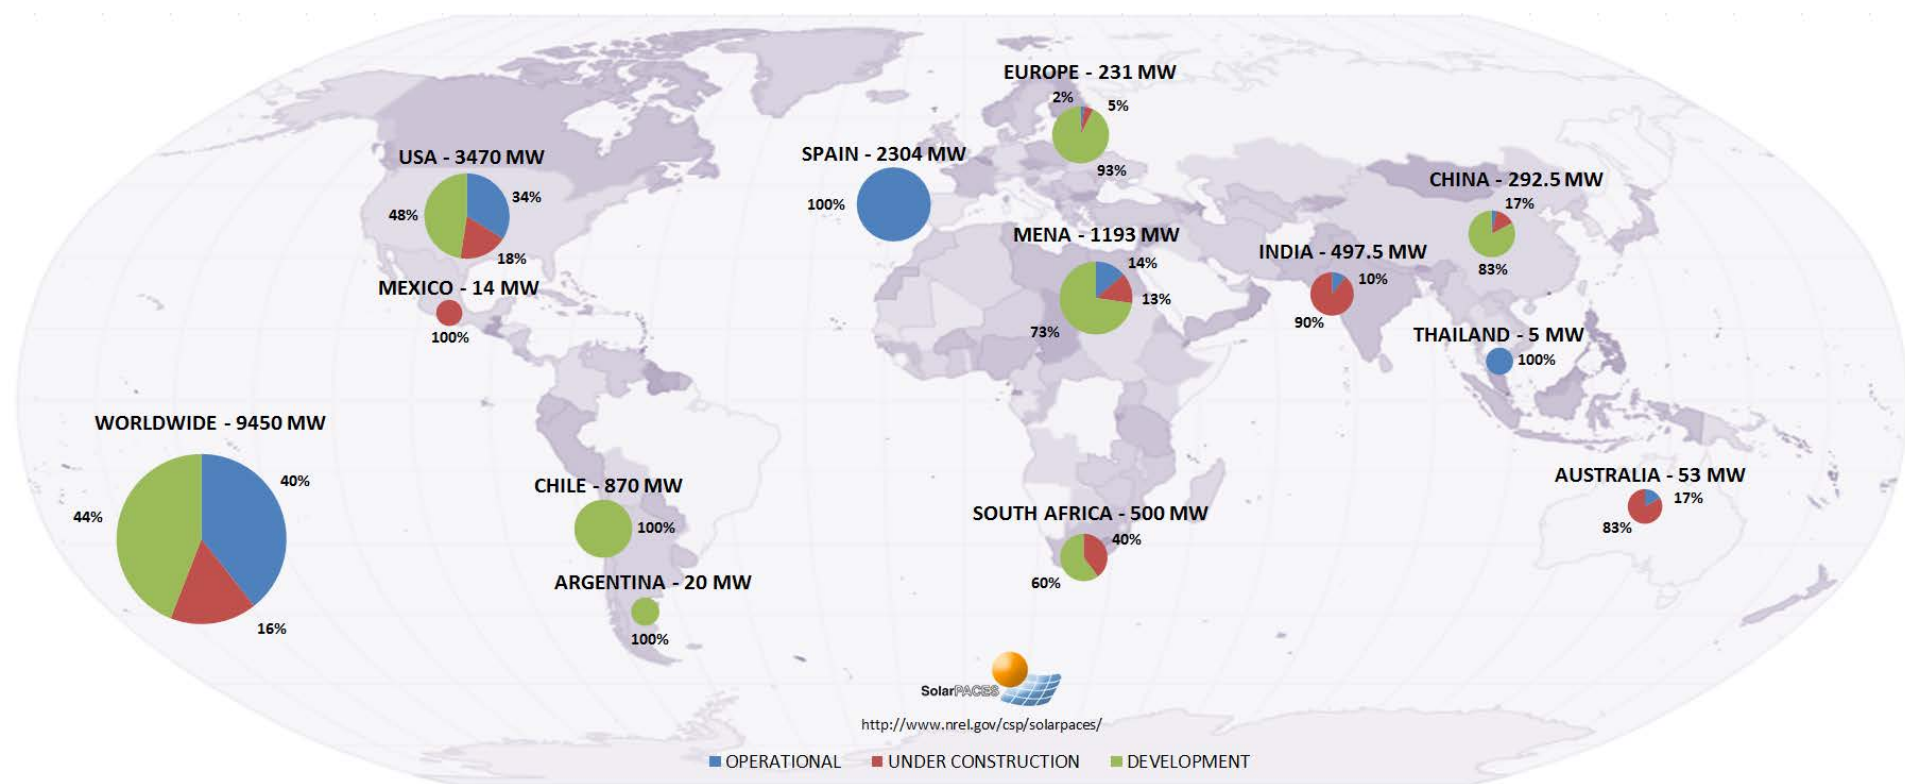 EUROPE - 231 MW
2%
5%
93%
USA - 3470 MW
34%
48%
18%
SPAIN - 2304 MW
100%
CHINA - 292.5 MW
17%
83%
MENA - 1193 MW
14%
13%
73%
INDIA - 497.5 MW
10%
90%
MEXICO - 14 MW
100%
THAILAND - 5 MW
100%
WORLDWIDE - 9450 MW
40%
44%
16%
CHILE - 870 MW
100%
SOUTH AFRICA - 500 MW
40%
60%
AUSTRALIA - 53 MW
17%
83%
ARGENTINA - 20 MW
100%
SolarPACES
http://www.nrel.gov/csp/solarpaces/
OPERATIONAL UNDER CONSTRUCTION DEVELOPMENT